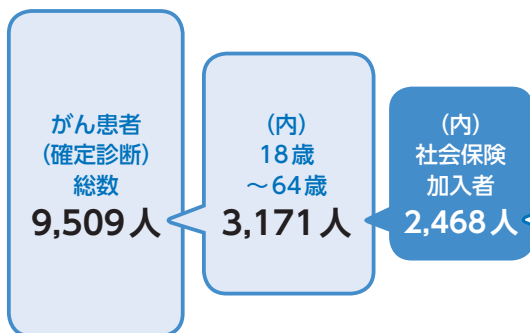 がん患者
(確定診断)
総数
9,509人
(内)
18歳
～64歳
3,171人
(内)
社会保険
加入者
2,468人